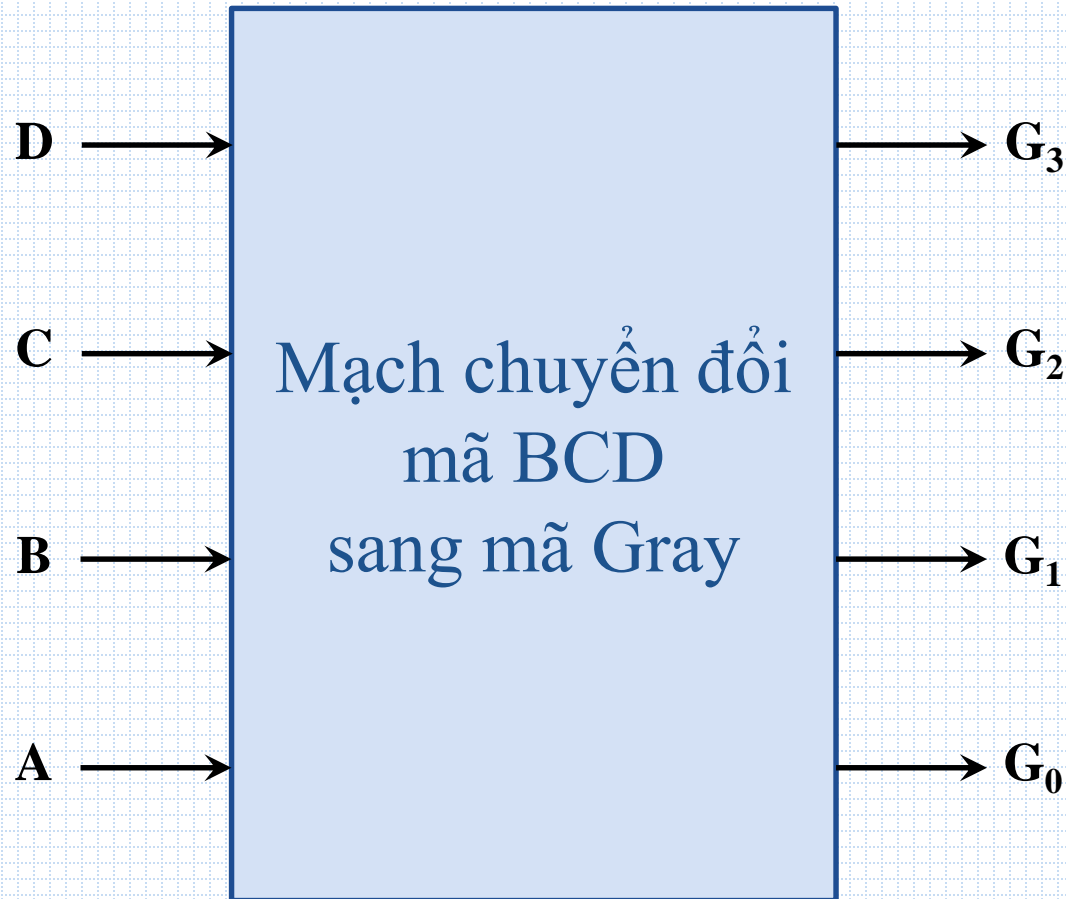 D
G₃
C
G₂
Mạch chuyển đổi
mã BCD
sang mã Gray
B
G₁
A
G₀